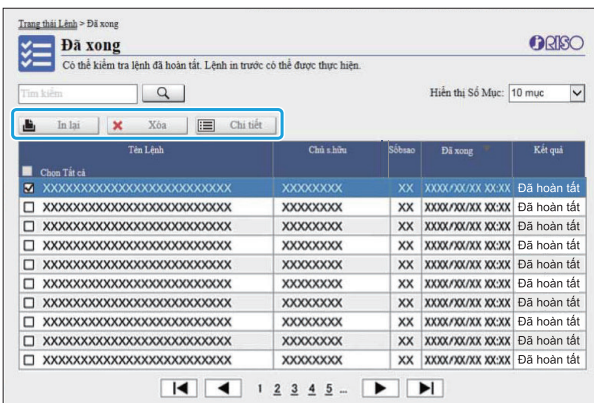 Trang thái Lệnh > Đã xong
Đã xong
RISO
Có thể kiểm tra lệnh đã hoàn tất. Lệnh in trước có thể được thực hiện.
Tìm kiếm
Hiển thị Số Mục: 10 mục
In lại Xóa Chi tiết
Tên Lệnh Chủ s.hữu Sốbsao Đã xong Kết quả
Chọn Tất cả
XXXXXXXXXXXXXXXXXXXXXXXXXX XXXXXXXX XX XXXX/XX/XX XX:XX Đã hoàn tất
XXXXXXXXXXXXXXXXXXXXXXXXXX XXXXXXXX XX XXXX/XX/XX XX:XX Đã hoàn tất
XXXXXXXXXXXXXXXXXXXXXXXXXX XXXXXXXX XX XXXX/XX/XX XX:XX Đã hoàn tất
XXXXXXXXXXXXXXXXXXXXXXXXXX XXXXXXXX XX XXXX/XX/XX XX:XX Đã hoàn tất
XXXXXXXXXXXXXXXXXXXXXXXXXX XXXXXXXX XX XXXX/XX/XX XX:XX Đã hoàn tất
XXXXXXXXXXXXXXXXXXXXXXXXXX XXXXXXXX XX XXXX/XX/XX XX:XX Đã hoàn tất
XXXXXXXXXXXXXXXXXXXXXXXXXX XXXXXXXX XX XXXX/XX/XX XX:XX Đã hoàn tất
XXXXXXXXXXXXXXXXXXXXXXXXXX XXXXXXXX XX XXXX/XX/XX XX:XX Đã hoàn tất
XXXXXXXXXXXXXXXXXXXXXXXXXX XXXXXXXX XX XXXX/XX/XX XX:XX Đã hoàn tất
XXXXXXXXXXXXXXXXXXXXXXXXXX XXXXXXXX XX XXXX/XX/XX XX:XX Đã hoàn tất
1 2 3 4 5 ...